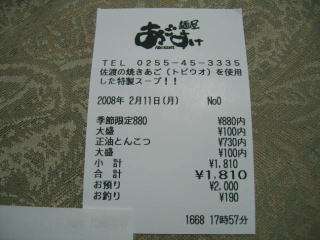 麺屋
あごすけ
TEL 0255-45-3335
佐渡の焼きあご(トビウオ)を使用
した特製スープ!!
2008年 2月11日(月) No0
季節限定880 ¥880円
大盛 ¥100円
正油とんこつ ¥730円
大盛 ¥100円
小 計 ¥1,810
合 計 ¥1,810
お預り ¥2,000
お釣り ¥190
1668 17時57分